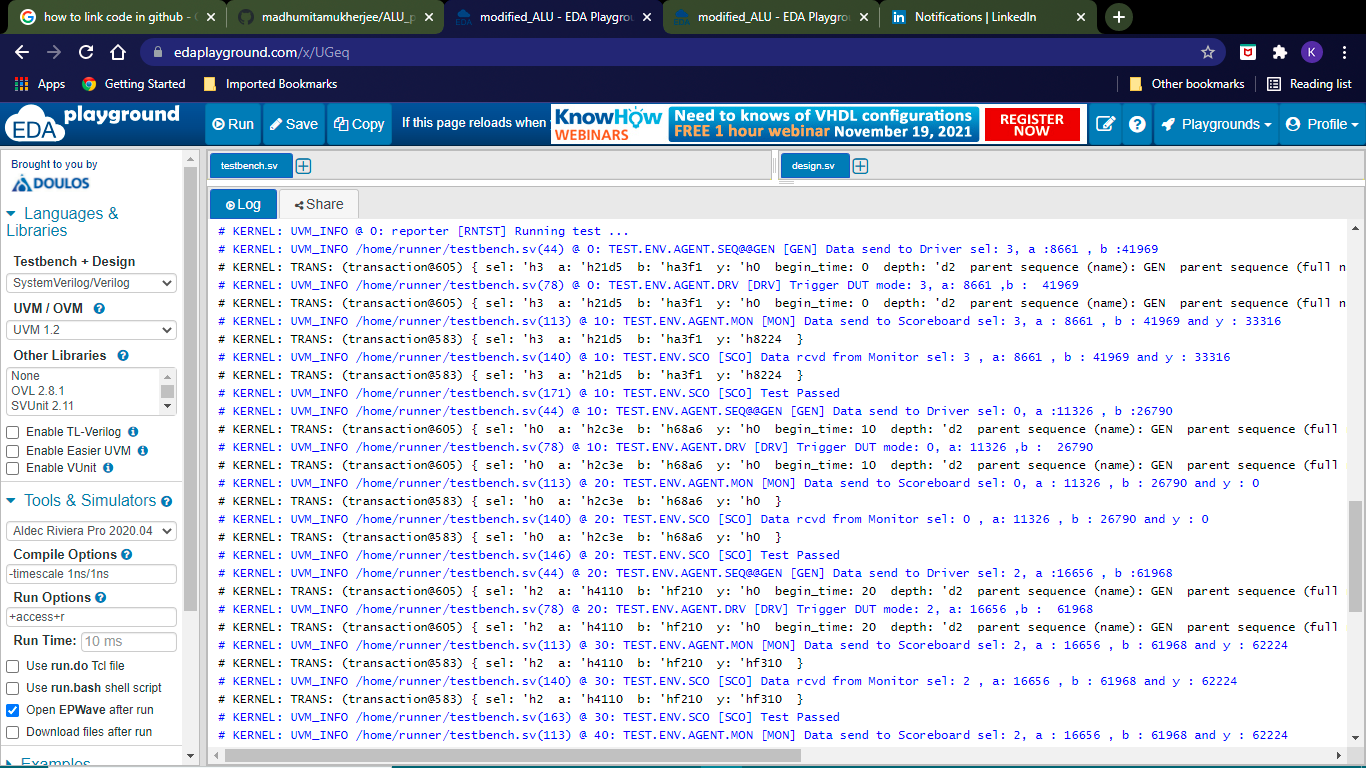 how to link code in github - G
madhumitamukherjee/ALU_p
modified_ALU - EDA Playgrou
modified_ALU - EDA Playgrou
Notifications | LinkedIn
edaplayground.com/x/UGeq
K
Apps Getting Started Imported Bookmarks Other bookmarks Reading list
EDA playground
Run Save Copy
If this page reloads when
KnowHow WEBINARS
Need to knows of VHDL configurations
FREE 1 hour webinar November 19, 2021
REGISTER NOW
Playgrounds Profile
Brought to you by
DOULOS
Languages & Libraries
Testbench + Design
SystemVerilog/Verilog
UVM / OVM
UVM 1.2
Other Libraries
None
OVL 2.8.1
SVUnit 2.11
Enable TL-Verilog
Enable Easier UVM
Enable VUnit
Tools & Simulators
Aldec Riviera Pro 2020.04
Compile Options
-timescale 1ns/1ns
Run Options
+access+r
Run Time: 10 ms
Use run.do Tcl file
Use run.bash shell script
Open EPWave after run
Download files after run
Examples
testbench.sv
design.sv
Log Share
# KERNEL: UVM_INFO @ 0: reporter [RNTST] Running test ...
# KERNEL: UVM_INFO /home/runner/testbench.sv(44) @ 0: TEST.ENV.AGENT.SEQ@@GEN [GEN] Data send to Driver sel: 3, a :8661 , b :41969
# KERNEL: TRANS: (transaction@605) { sel: 'h3 a: 'h21d5 b: 'ha3f1 y: 'h0 begin_time: 0 depth: 'd2 parent sequence (name): GEN parent sequence (full n
# KERNEL: UVM_INFO /home/runner/testbench.sv(78) @ 0: TEST.ENV.AGENT.DRV [DRV] Trigger DUT mode: 3, a: 8661 ,b : 41969
# KERNEL: TRANS: (transaction@605) { sel: 'h3 a: 'h21d5 b: 'ha3f1 y: 'h0 begin_time: 0 depth: 'd2 parent sequence (name): GEN parent sequence (full n
# KERNEL: UVM_INFO /home/runner/testbench.sv(113) @ 10: TEST.ENV.AGENT.MON [MON] Data send to Scoreboard sel: 3, a : 8661 , b : 41969 and y : 33316
# KERNEL: TRANS: (transaction@583) { sel: 'h3 a: 'h21d5 b: 'ha3f1 y: 'h8224 }
# KERNEL: UVM_INFO /home/runner/testbench.sv(140) @ 10: TEST.ENV.SCO [SCO] Data rcvd from Monitor sel: 3 , a: 8661 , b : 41969 and y : 33316
# KERNEL: TRANS: (transaction@583) { sel: 'h3 a: 'h21d5 b: 'ha3f1 y: 'h8224 }
# KERNEL: UVM_INFO /home/runner/testbench.sv(171) @ 10: TEST.ENV.SCO [SCO] Test Passed
# KERNEL: UVM_INFO /home/runner/testbench.sv(44) @ 10: TEST.ENV.AGENT.SEQ@@GEN [GEN] Data send to Driver sel: 0, a :11326 , b :26790
# KERNEL: TRANS: (transaction@605) { sel: 'h0 a: 'h2c3e b: 'h68a6 y: 'h0 begin_time: 10 depth: 'd2 parent sequence (name): GEN parent sequence (full
# KERNEL: UVM_INFO /home/runner/testbench.sv(78) @ 10: TEST.ENV.AGENT.DRV [DRV] Trigger DUT mode: 0, a: 11326 ,b : 26790
# KERNEL: TRANS: (transaction@605) { sel: 'h0 a: 'h2c3e b: 'h68a6 y: 'h0 begin_time: 10 depth: 'd2 parent sequence (name): GEN parent sequence (full
# KERNEL: UVM_INFO /home/runner/testbench.sv(113) @ 20: TEST.ENV.AGENT.MON [MON] Data send to Scoreboard sel: 0, a : 11326 , b : 26790 and y : 0
# KERNEL: TRANS: (transaction@583) { sel: 'h0 a: 'h2c3e b: 'h68a6 y: 'h0 }
# KERNEL: UVM_INFO /home/runner/testbench.sv(140) @ 20: TEST.ENV.SCO [SCO] Data rcvd from Monitor sel: 0 , a: 11326 , b : 26790 and y : 0
# KERNEL: TRANS: (transaction@583) { sel: 'h0 a: 'h2c3e b: 'h68a6 y: 'h0 }
# KERNEL: UVM_INFO /home/runner/testbench.sv(146) @ 20: TEST.ENV.SCO [SCO] Test Passed
# KERNEL: UVM_INFO /home/runner/testbench.sv(44) @ 20: TEST.ENV.AGENT.SEQ@@GEN [GEN] Data send to Driver sel: 2, a :16656 , b :61968
# KERNEL: TRANS: (transaction@605) { sel: 'h2 a: 'h4110 b: 'hf210 y: 'h0 begin_time: 20 depth: 'd2 parent sequence (name): GEN parent sequence (full
# KERNEL: UVM_INFO /home/runner/testbench.sv(78) @ 20: TEST.ENV.AGENT.DRV [DRV] Trigger DUT mode: 2, a: 16656 ,b : 61968
# KERNEL: TRANS: (transaction@605) { sel: 'h2 a: 'h4110 b: 'hf210 y: 'h0 begin_time: 20 depth: 'd2 parent sequence (name): GEN parent sequence (full
# KERNEL: UVM_INFO /home/runner/testbench.sv(113) @ 30: TEST.ENV.AGENT.MON [MON] Data send to Scoreboard sel: 2, a : 16656 , b : 61968 and y : 62224
# KERNEL: TRANS: (transaction@583) { sel: 'h2 a: 'h4110 b: 'hf210 y: 'hf310 }
# KERNEL: UVM_INFO /home/runner/testbench.sv(140) @ 30: TEST.ENV.SCO [SCO] Data rcvd from Monitor sel: 2 , a: 16656 , b : 61968 and y : 62224
# KERNEL: TRANS: (transaction@583) { sel: 'h2 a: 'h4110 b: 'hf210 y: 'hf310 }
# KERNEL: UVM_INFO /home/runner/testbench.sv(163) @ 30: TEST.ENV.SCO [SCO] Test Passed
# KERNEL: UVM_INFO /home/runner/testbench.sv(113) @ 40: TEST.ENV.AGENT.MON [MON] Data send to Scoreboard sel: 2, a : 16656 , b : 61968 and y : 62224